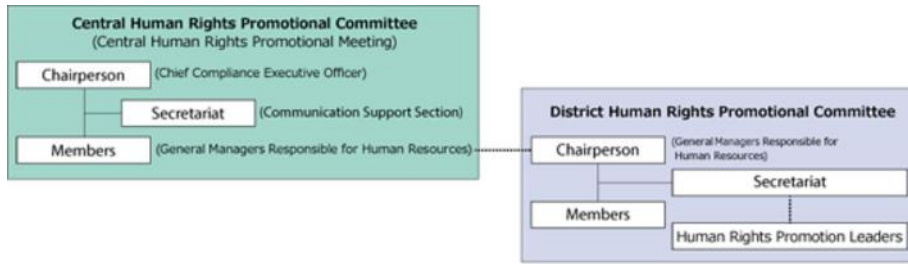 Central Human Rights Promotional Committee
(Central Human Rights Promotional Meeting)
Chairperson (Chief Compliance Executive Officer)
Secretariat (Communication Support Section)
Members (General Managers Responsible for Human Resources)
District Human Rights Promotional Committee
Chairperson (General Managers Responsible for
Human Resources)
Secretariat
Members
Human Rights Promotion Leaders